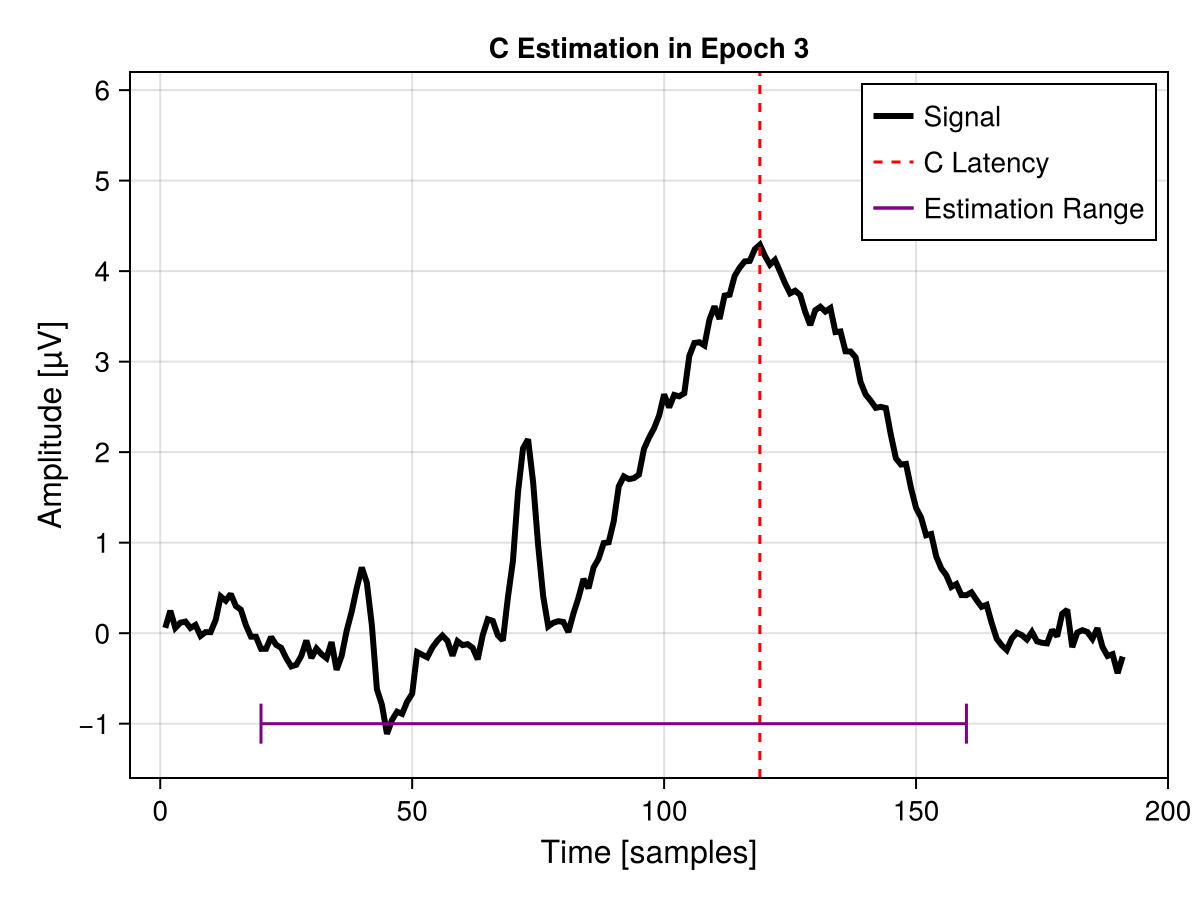 C Estimation in Epoch 3
Signal
C Latency
Estimation Range
6
5
4
3
2
1
0
−1
Amplitude [µV]
0
50
100
150
200
Time [samples]